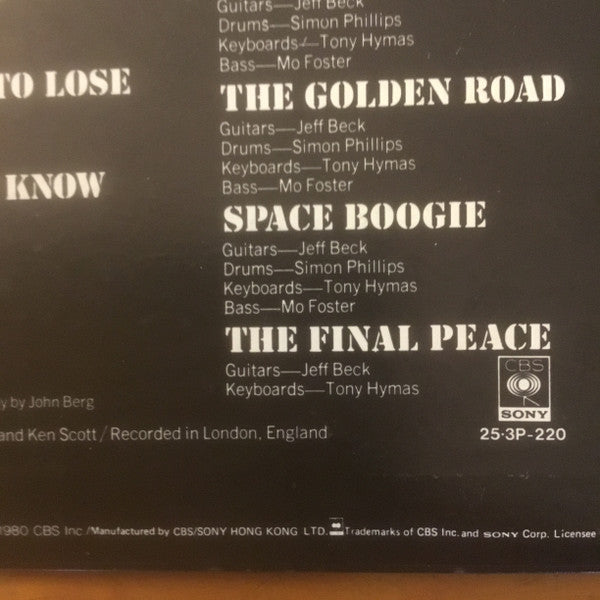 TO LOSE
KNOW
Guitars—Jeff Beck
Drums—Simon Phillips
Keyboards—Tony Hymas
Bass—Mo Foster
THE GOLDEN ROAD
Guitars—Jeff Beck
Drums—Simon Phillips
Keyboards—Tony Hymas
Bass—Mo Foster
SPACE BOOGIE
Guitars—Jeff Beck
Drums—Simon Phillips
Keyboards—Tony Hymas
Bass—Mo Foster
THE FINAL PEACE
Guitars—Jeff Beck
Keyboards—Tony Hymas
CBS
SONY
25·3P-220
y by John Berg
and Ken Scott/Recorded in London, England
1980 CBS Inc./Manufactured by CBS/SONY HONG KONG LTD. Trademarks of CBS Inc. and SONY Corp. Licensee